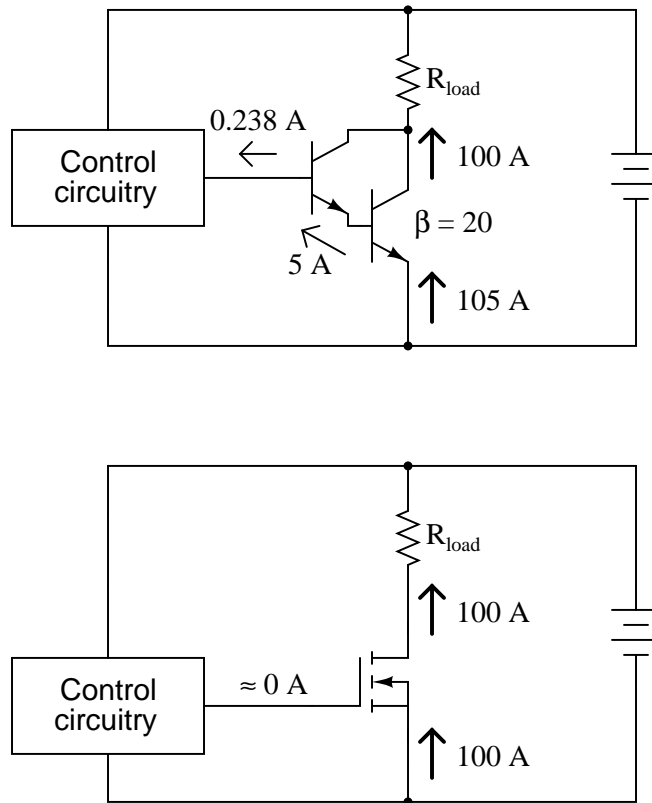 R_load
0.238 A
Control
circuitry
100 A
β = 20
5 A
105 A
R_load
100 A
≈ 0 A
Control
circuitry
100 A